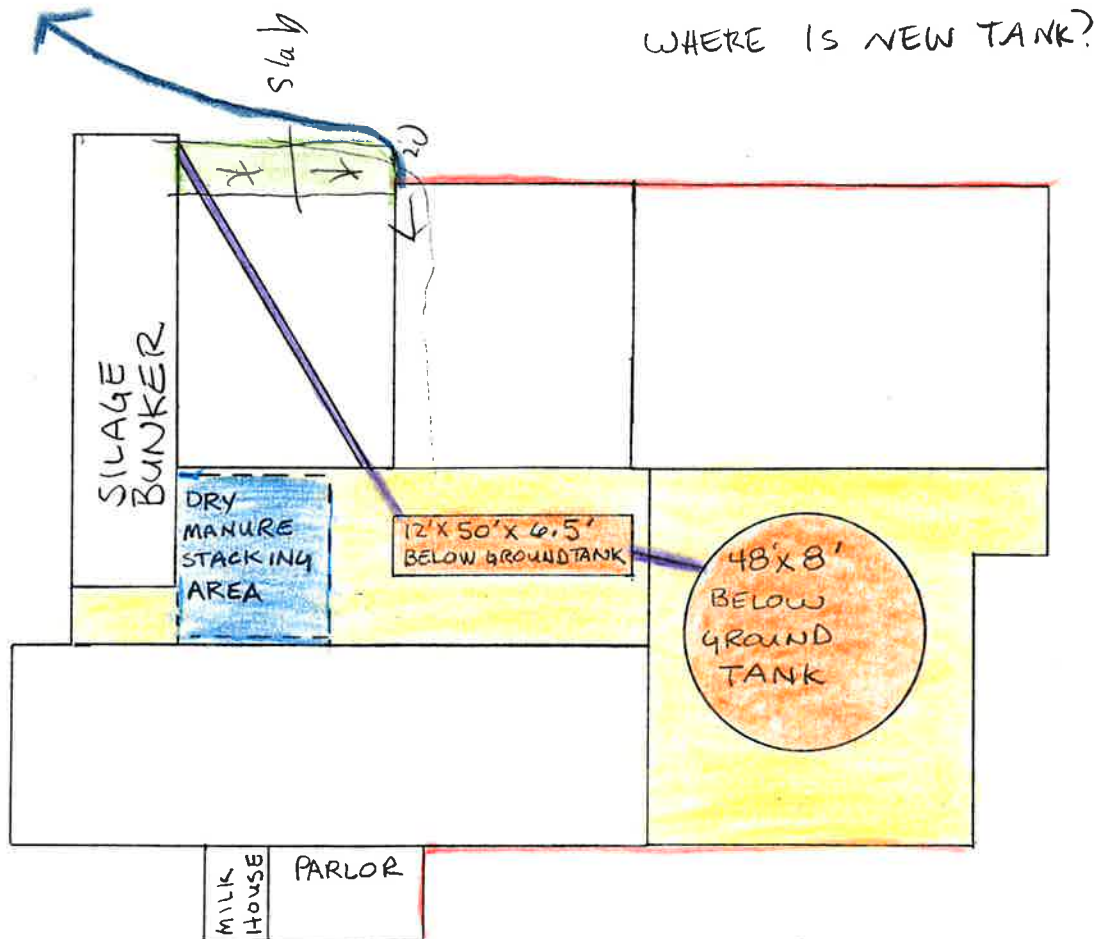 WHERE IS NEW TANK?
slab
20
SILAGE
BUNKER
DRY
MANURE
STACKING
AREA
12'X 50'X 6.5'
BELOW GROUND TANK
48'X 8'
BELOW
GROUND
TANK
MILK
HOUSE
PARLOR